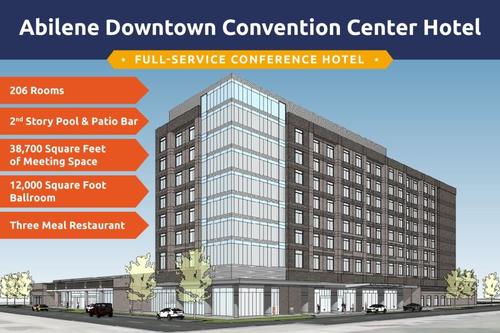 Abilene Downtown Convention Center Hotel
• FULL-SERVICE CONFERENCE HOTEL •
206 Rooms
2nd Story Pool & Patio Bar
38,700 Square Feet
of Meeting Space
12,000 Square Foot
Ballroom
Three Meal Restaurant